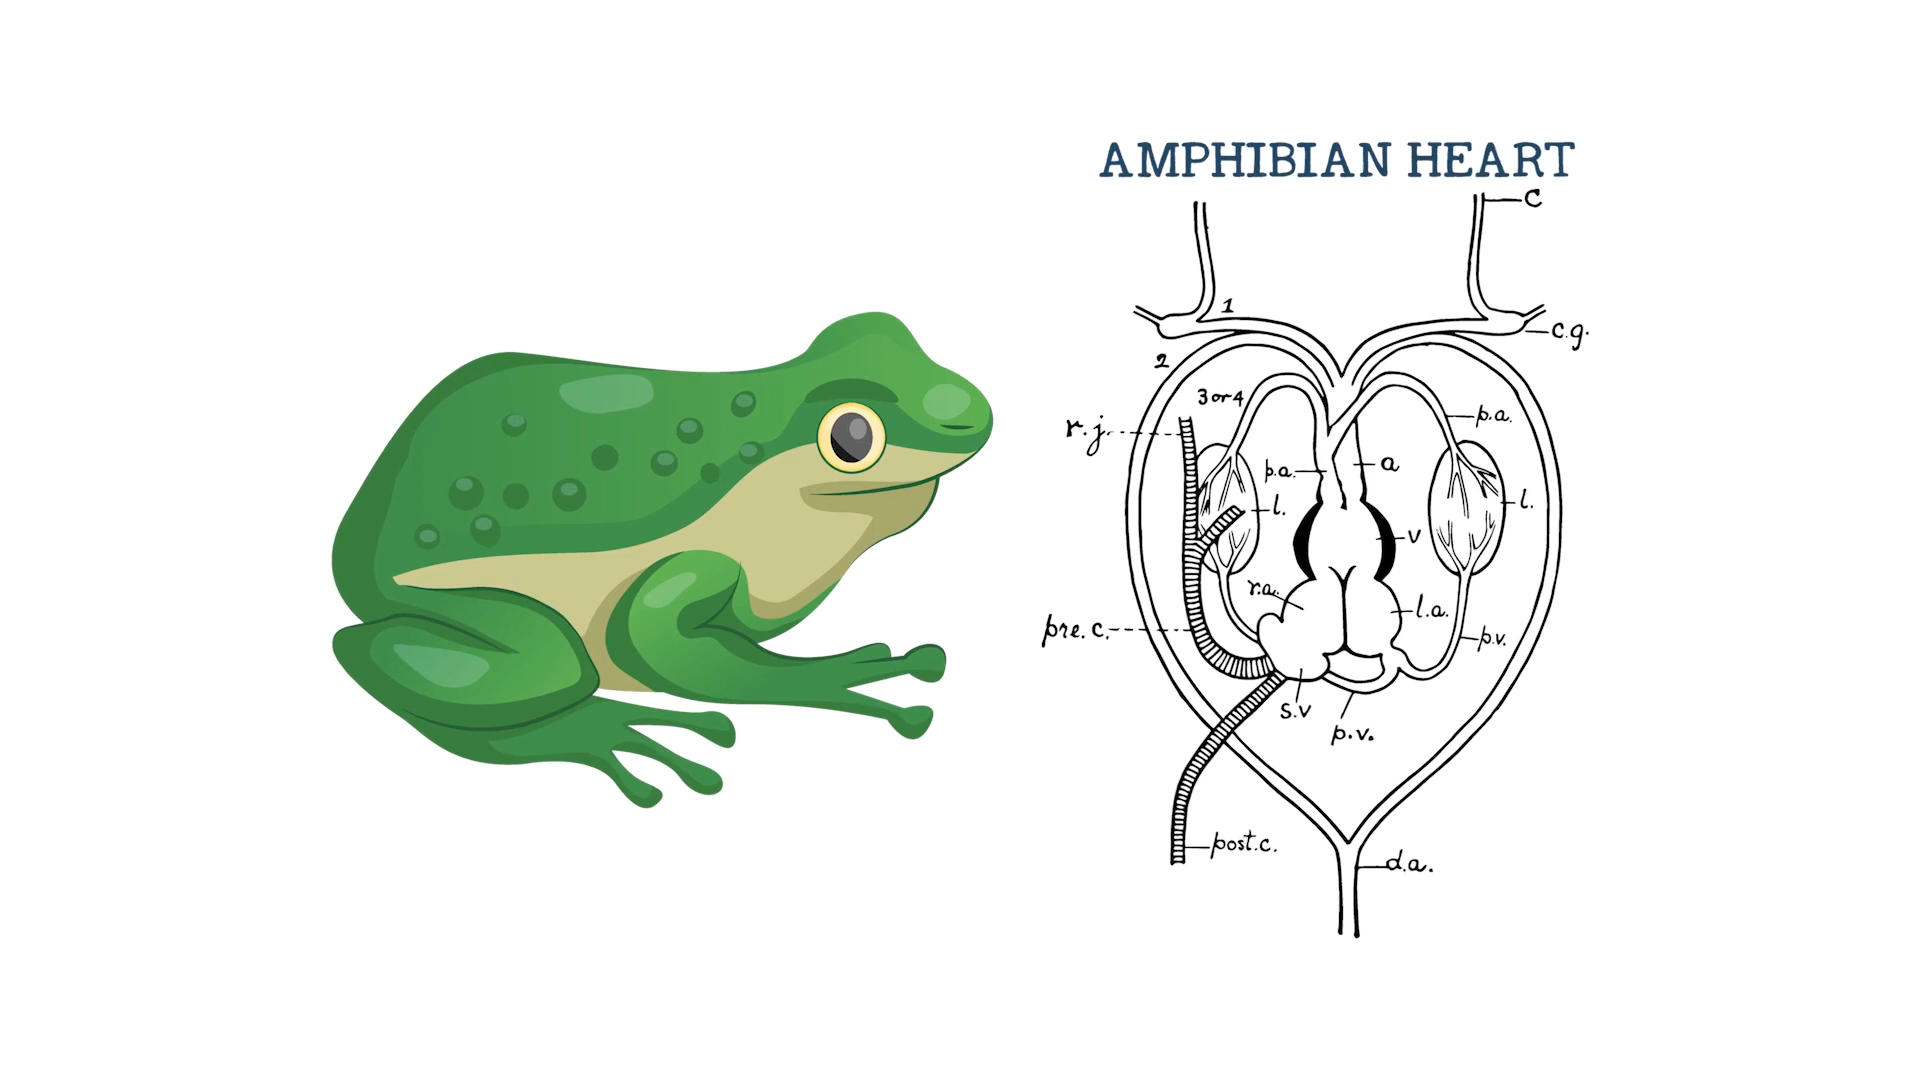 AMPHIBIAN HEART
C
1
c.g.
2
3 or 4
r.j.
p.a.
p.a.
a
l.
l.
v
r.a.
l.a.
pre.c.
p.v.
s.v
p.v.
post.c.
d.a.